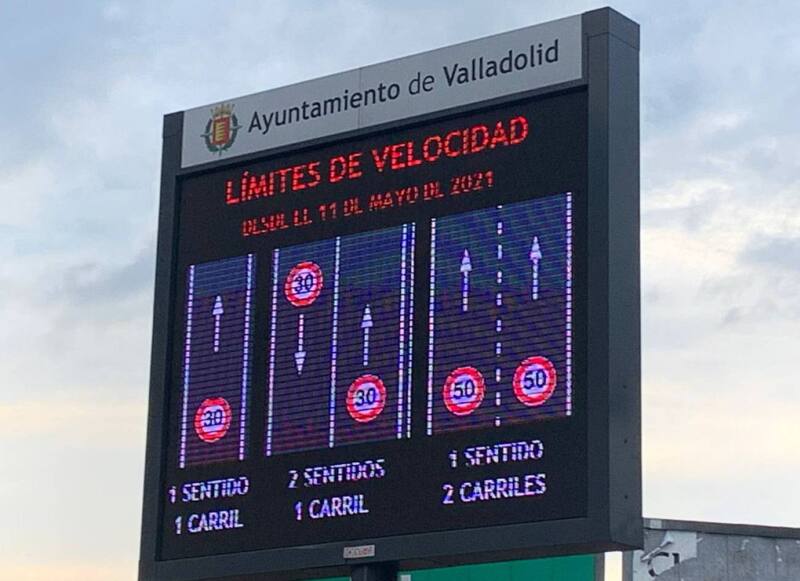 Ayuntamiento de Valladolid
LÍMITES DE VELOCIDAD
DESDE EL 11 DE MAYO DE 2021
30
30
30
50
50
1 SENTIDO
1 CARRIL
2 SENTIDOS
1 CARRIL
1 SENTIDO
2 CARRILES